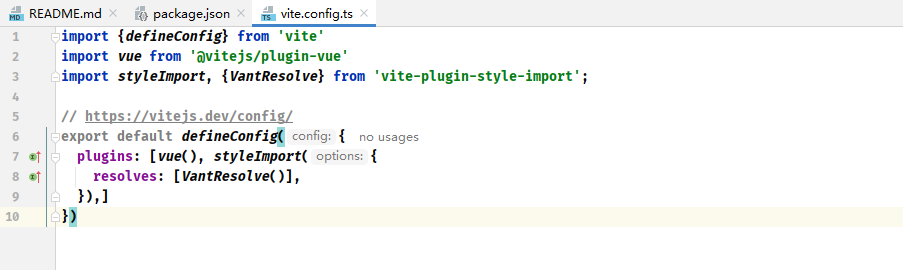 README.md package.json vite.config.ts
1 import {defineConfig} from 'vite'
2 import vue from '@vitejs/plugin-vue'
3 import styleImport, {VantResolve} from 'vite-plugin-style-import';
4
5 // https://vitejs.dev/config/
6 export default defineConfig( config: { no usages
7 plugins: [vue(), styleImport( options: {
8 resolves: [VantResolve()],
9 }),]
10 })